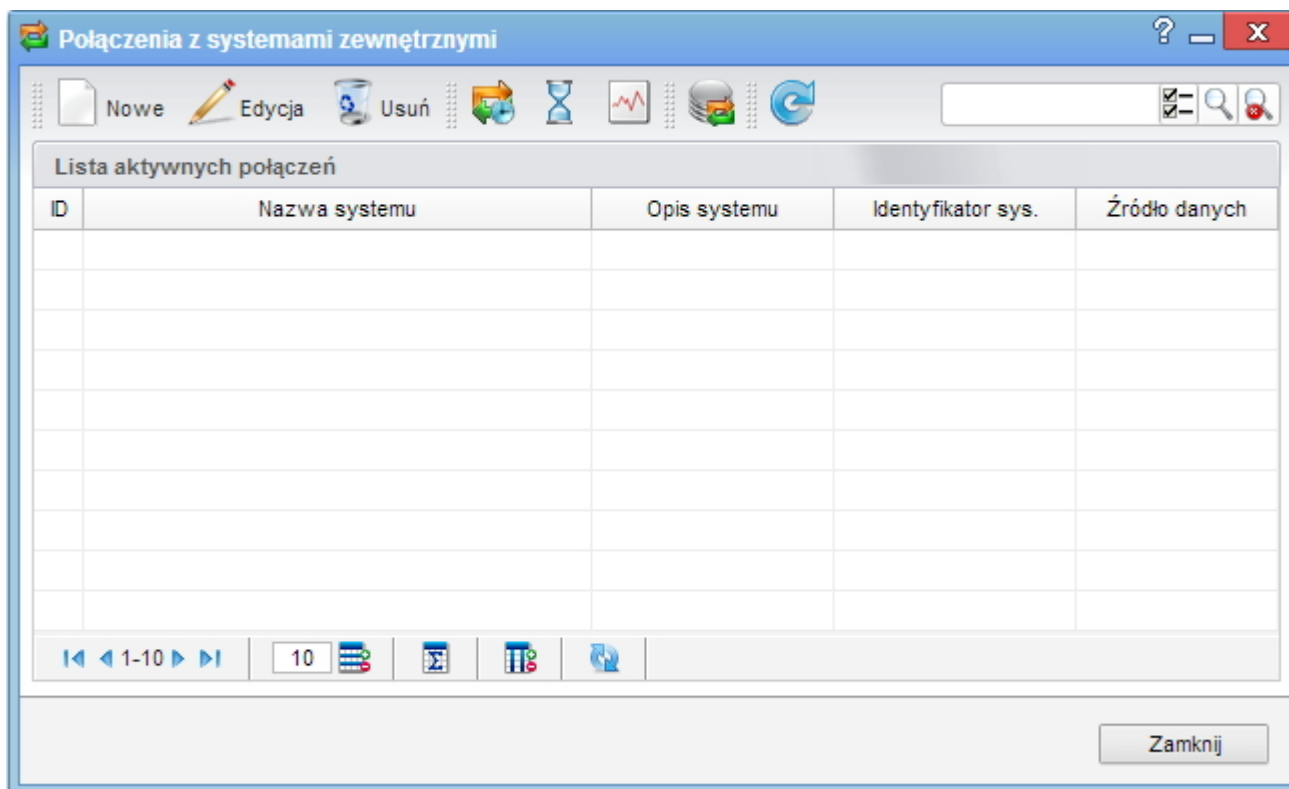 Połączenia z systemami zewnętrznymi
Nowe Edycja Usuń
Lista aktywnych połączeń
ID Nazwa systemu Opis systemu Identyfikator sys. Źródło danych
1-10 10
Zamknij